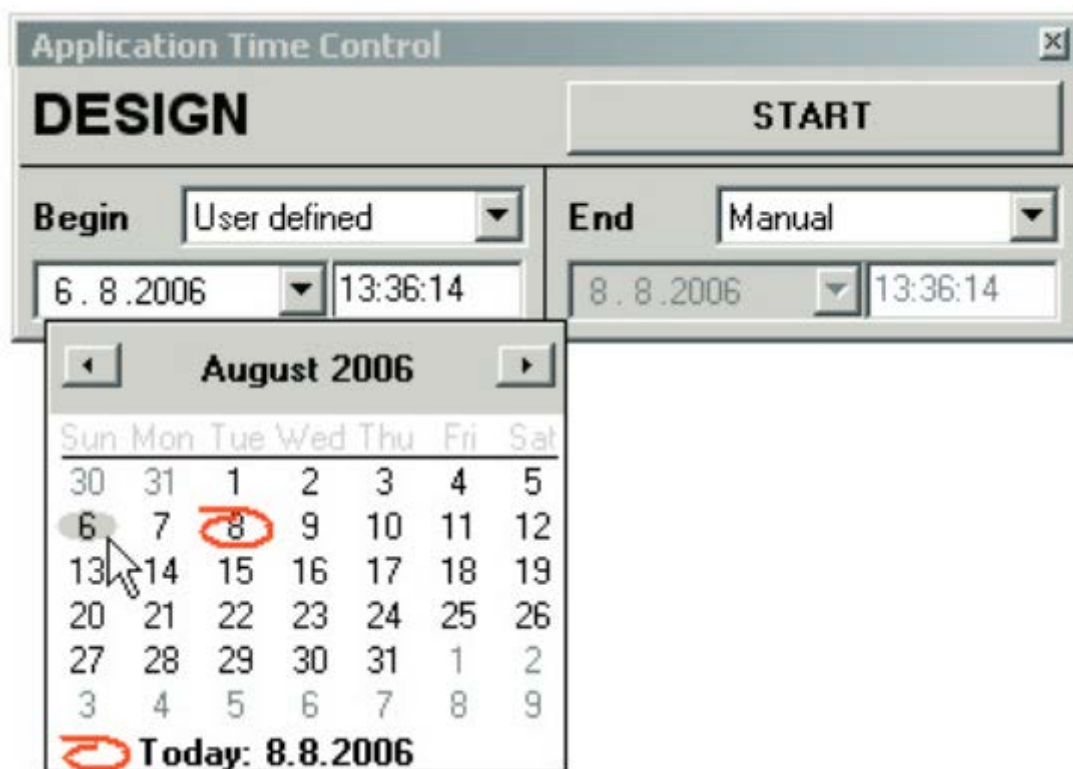 Application Time Control
DESIGN START
Begin User defined End Manual
6 . 8 .2006 13:36:14 8 . 8 .2006 13:36:14
August 2006
Sun Mon Tue Wed Thu Fri Sat
30 31 1 2 3 4 5
6 7 8 9 10 11 12
13 14 15 16 17 18 19
20 21 22 23 24 25 26
27 28 29 30 31 1 2
3 4 5 6 7 8 9
Today: 8.8.2006